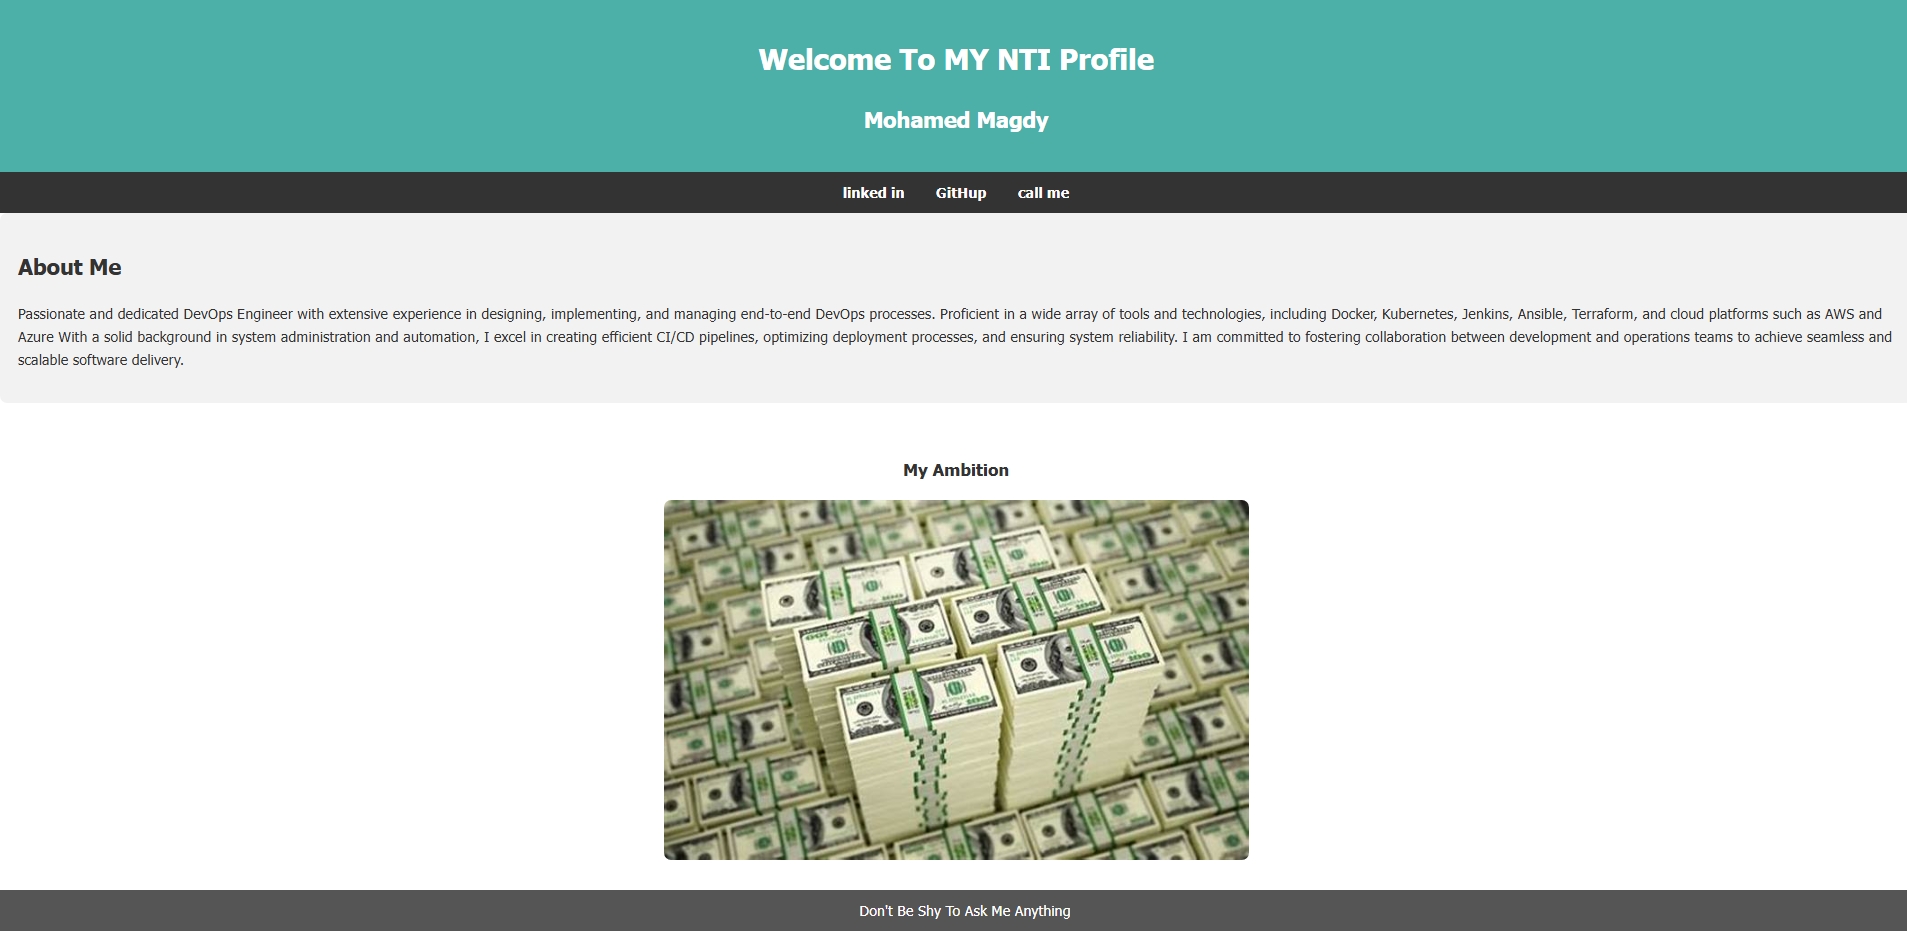 Welcome To MY NTI Profile
Mohamed Magdy
linked in GitHup call me
About Me
Passionate and dedicated DevOps Engineer with extensive experience in designing, implementing, and managing end-to-end DevOps processes. Proficient in a wide array of tools and technologies, including Docker, Kubernetes, Jenkins, Ansible, Terraform, and cloud platforms such as AWS and
Azure With a solid background in system administration and automation, I excel in creating efficient CI/CD pipelines, optimizing deployment processes, and ensuring system reliability. I am committed to fostering collaboration between development and operations teams to achieve seamless and
scalable software delivery.
My Ambition
100
100
100
100
100
Don't Be Shy To Ask Me Anything